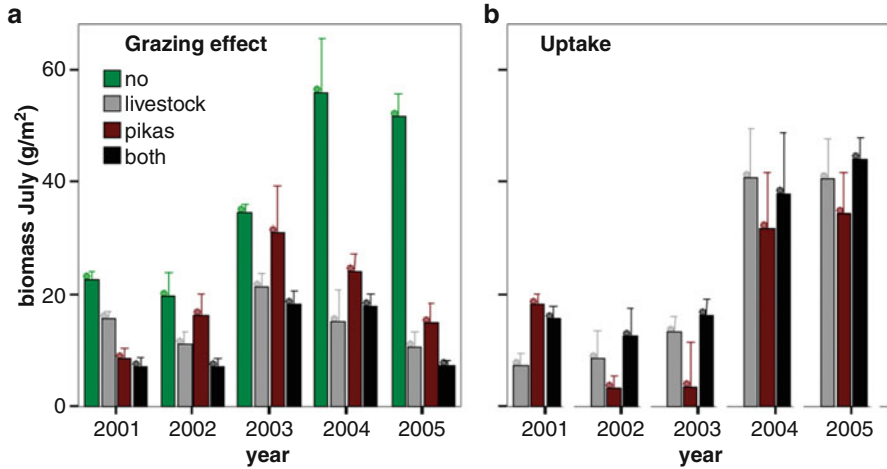 a
Grazing effect
no
livestock
pikas
both
biomass July (g/m²)
60
40
20
0
2001 2002 2003 2004 2005
year
b
Uptake
2001 2002 2003 2004 2005
year